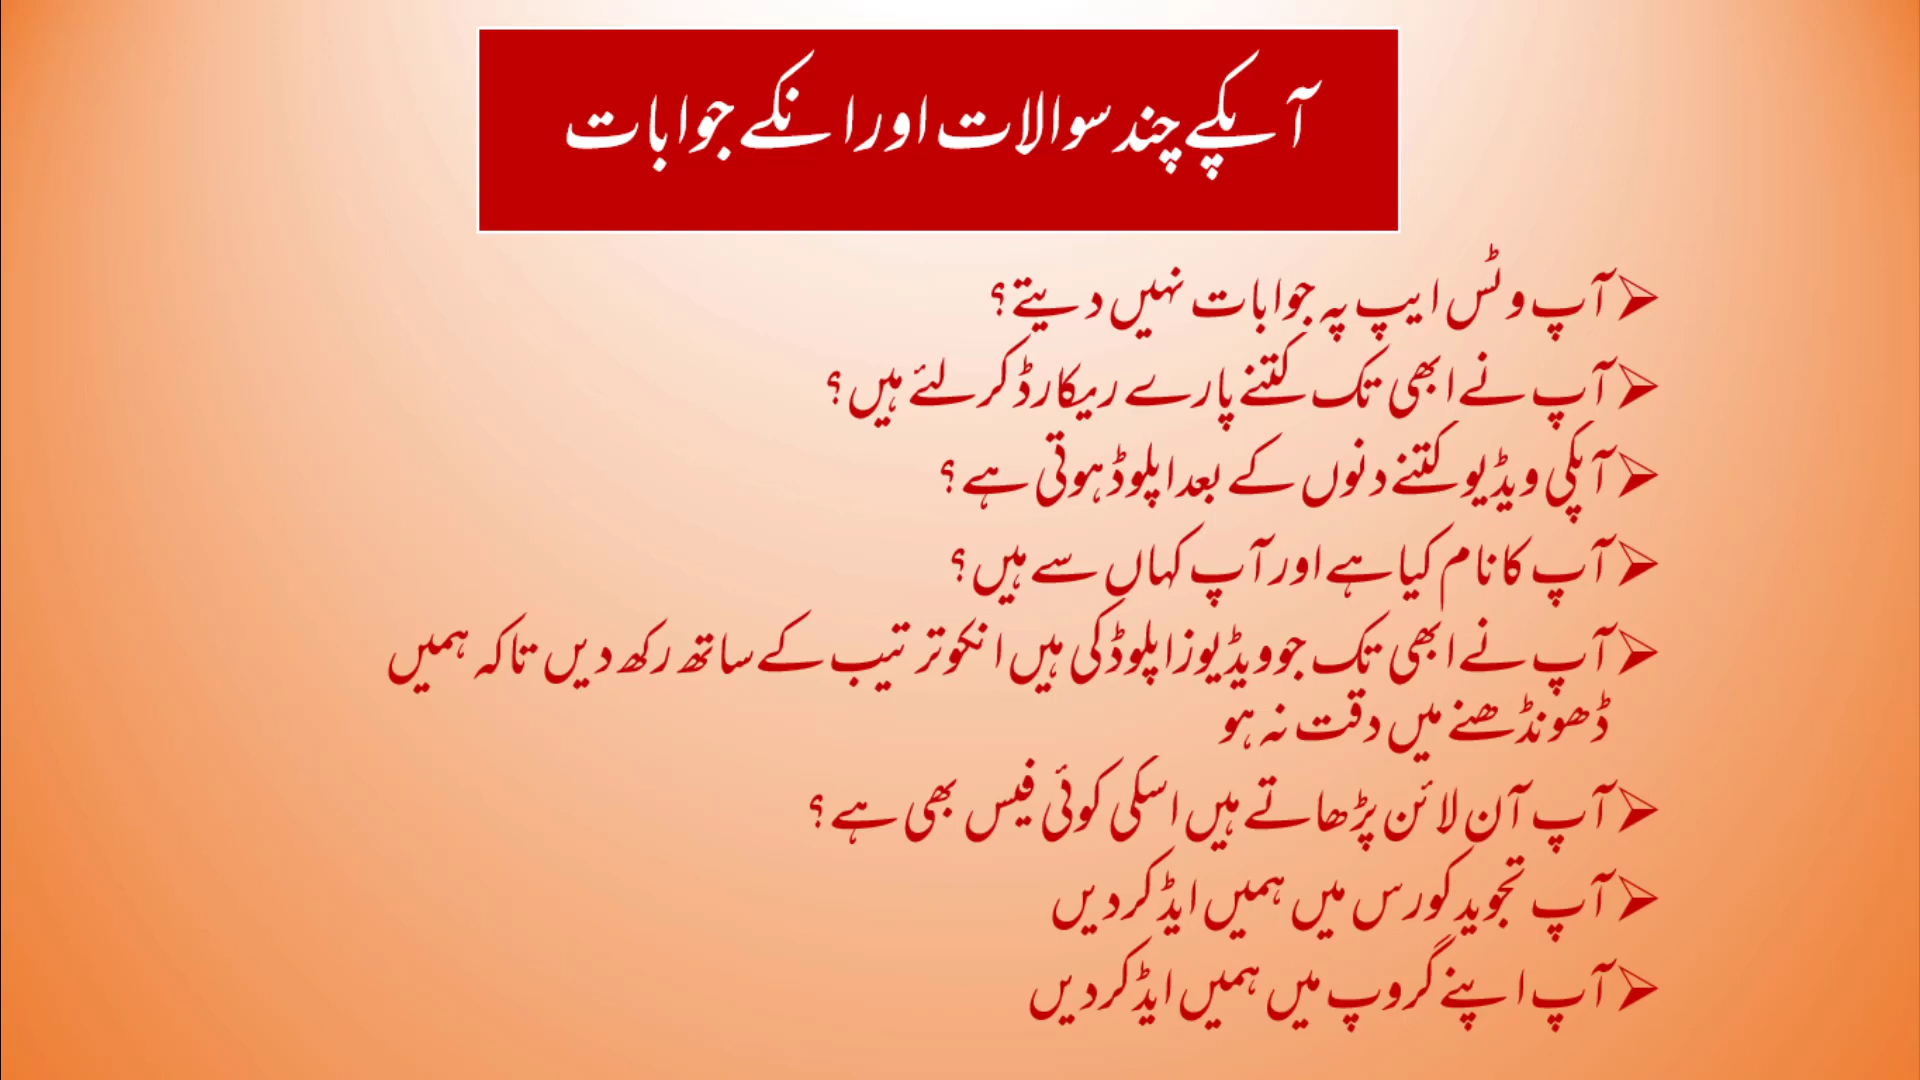 آپکے چند سوالات اور انکے جوابات
آپ وٹس ایپ پہ جوابات نہیں دیتے؟
آپ نے ابھی تک کتنے پارے ریکارڈ کر لئے ہیں؟
آپکی ویڈیو کتنے دنوں کے بعد اپلوڈ ہوتی ہے؟
آپ کا نام کیا ہے اور آپ کہاں سے ہیں؟
آپ نے ابھی تک جو ویڈیوز اپلوڈ کی ہیں انکو ترتیب کے ساتھ رکھ دیں تاکہ ہمیں
ڈھونڈھنے میں دقت نہ ہو
آپ آن لائن پڑھاتے ہیں اسکی کوئی فیس بھی ہے؟
آپ تجوید کورس میں ہمیں ایڈ کر دیں
آپ اپنے گروپ میں ہمیں ایڈ کر دیں